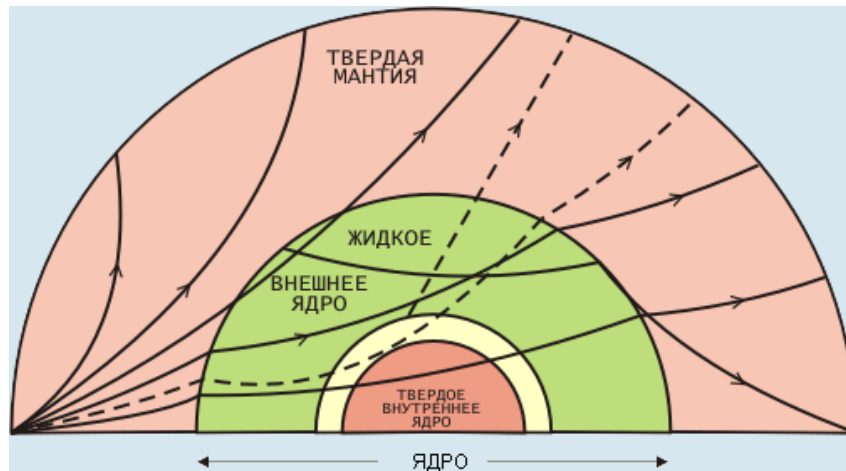 ТВЕРДАЯ
МАНТИЯ
ЖИДКОЕ
ВНЕШНЕЕ
ЯДРО
ТВЕРДОЕ
ВНУТРЕННЕЕ
ЯДРО
ЯДРО